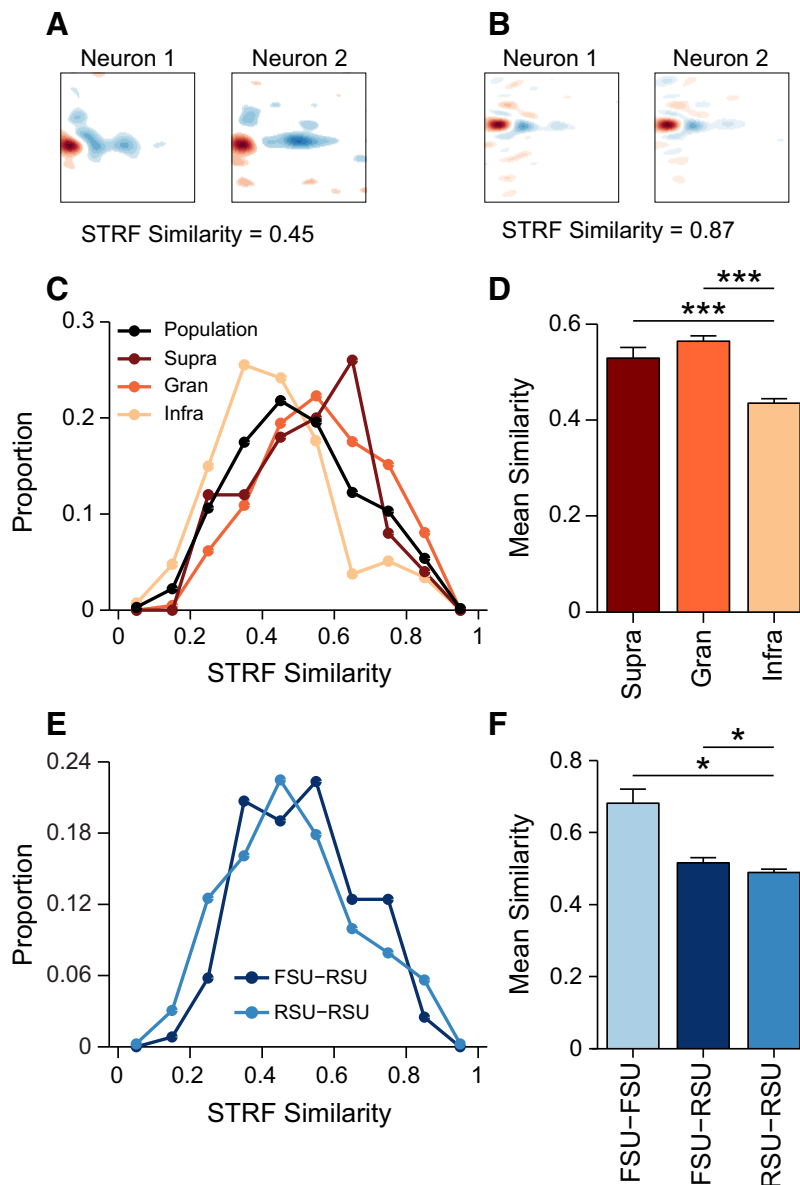 A
Neuron 1
Neuron 2
STRF Similarity = 0.45
B
Neuron 1
Neuron 2
STRF Similarity = 0.87
C
0.3
0.2
0.1
0
Proportion
Population
Supra
Gran
Infra
0
0.2
0.4
0.6
0.8
1
STRF Similarity
D
***
***
0.6
0.4
0.2
0
Mean Similarity
Supra
Gran
Infra
E
0.24
0.18
0.12
0.06
0
Proportion
FSU−RSU
RSU−RSU
0
0.2
0.4
0.6
0.8
1
STRF Similarity
F
*
*
0.8
0.6
0.4
0.2
0
Mean Similarity
FSU−FSU
FSU−RSU
RSU−RSU